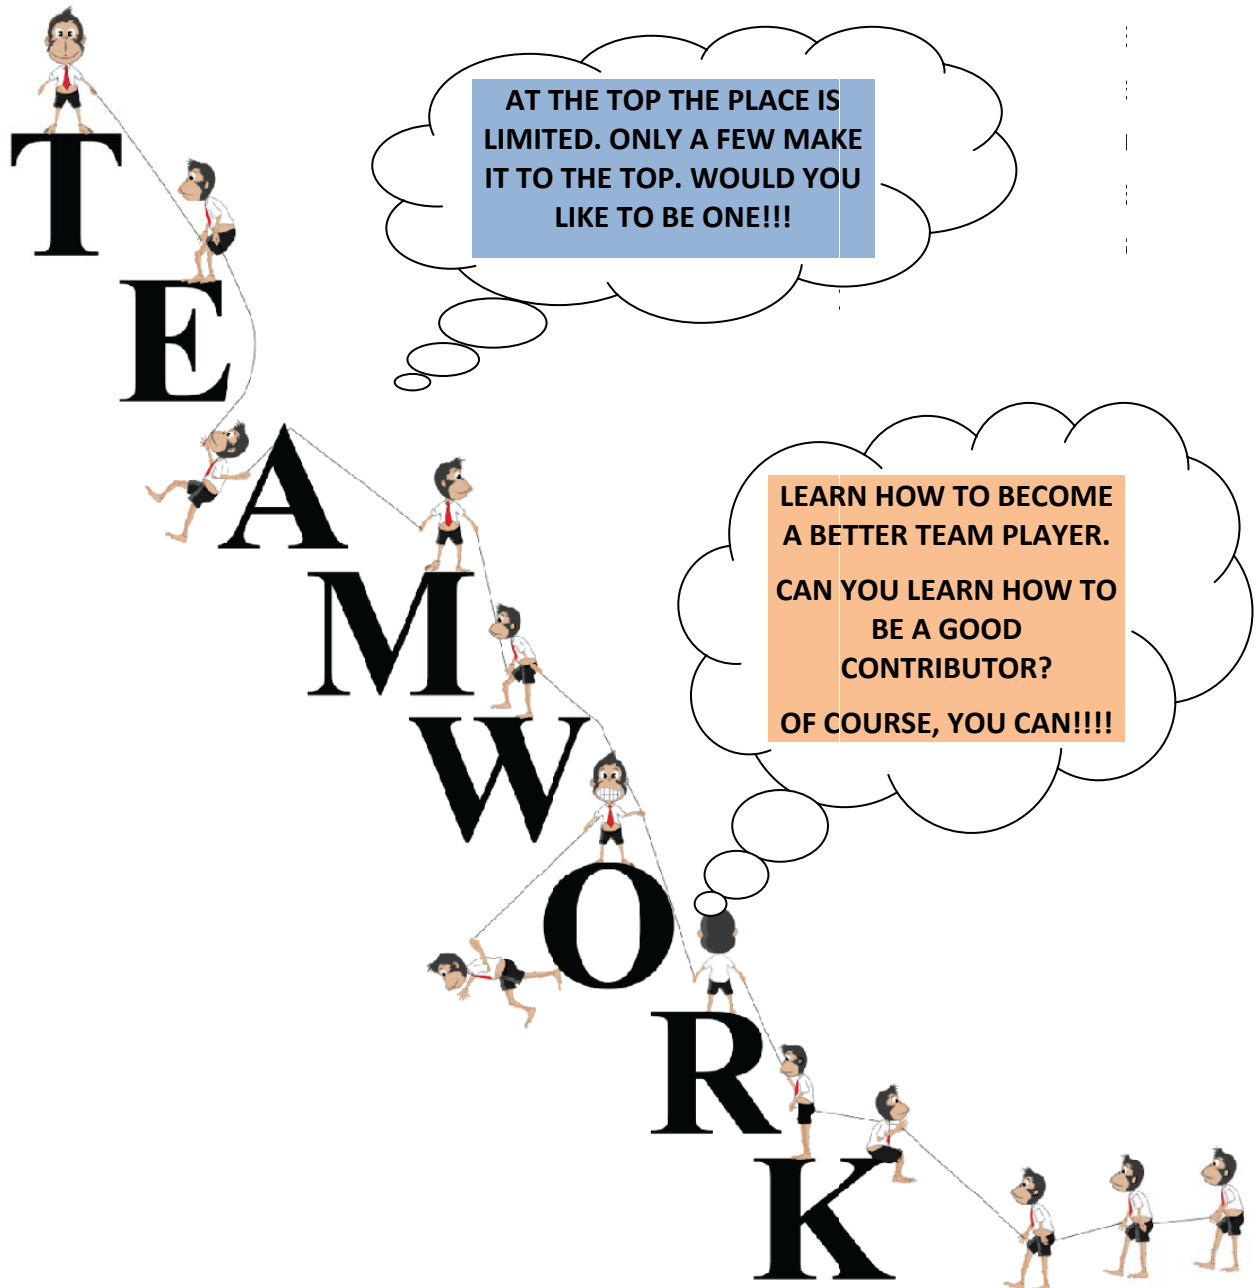 AT THE TOP THE PLACE IS
LIMITED. ONLY A FEW MAKE
IT TO THE TOP. WOULD YOU
LIKE TO BE ONE!!!
LEARN HOW TO BECOME
A BETTER TEAM PLAYER.
CAN YOU LEARN HOW TO
BE A GOOD
CONTRIBUTOR?
OF COURSE, YOU CAN!!!!
TEAMWORK